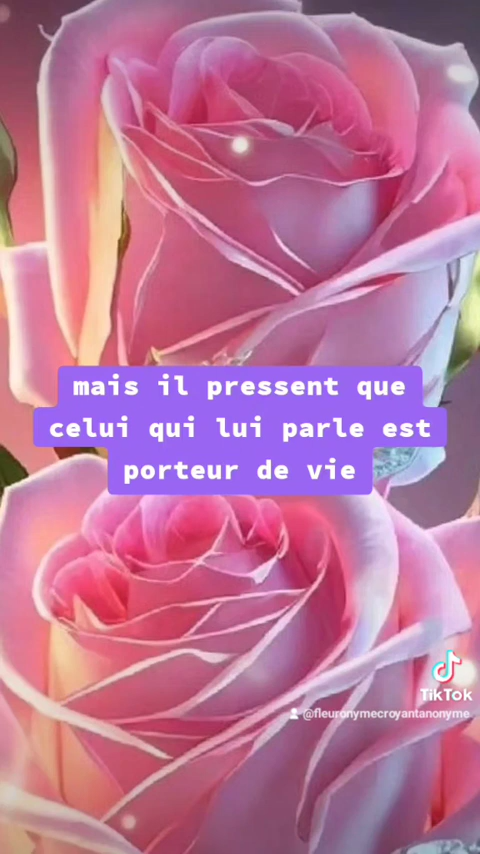 mais il pressent que
celui qui lui parle est
porteur de vie
TikTok
@fleuronymecroyantanonyme